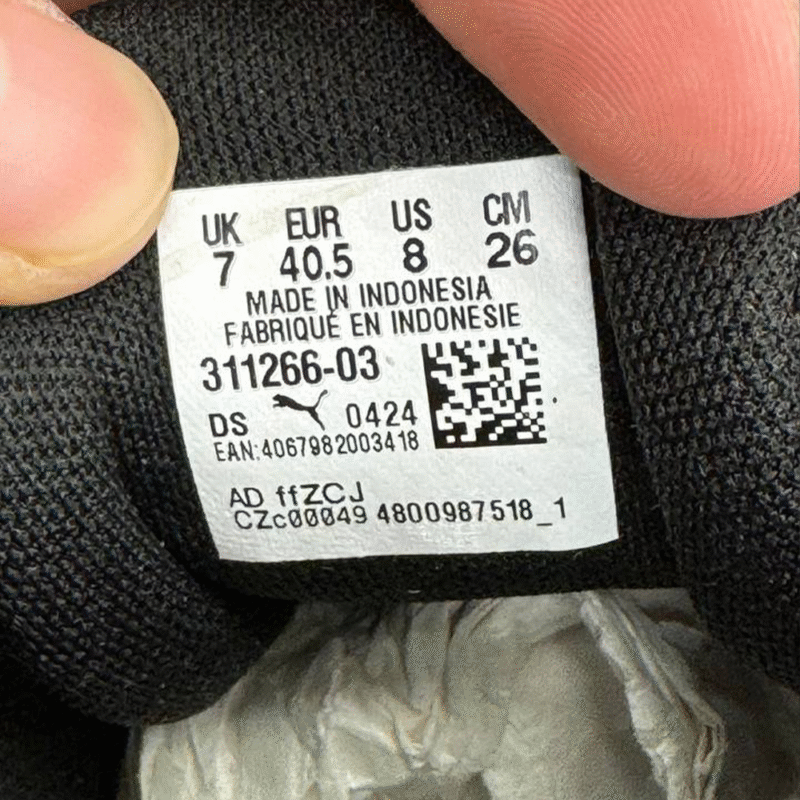 UK EUR US CM
7 40.5 8 26
MADE IN INDONESIA
FABRIQUÉ EN INDONESIE
311266-03
DS 0424
EAN:4067982003418
AD ffZCJ
CZc00049 4800987518_1